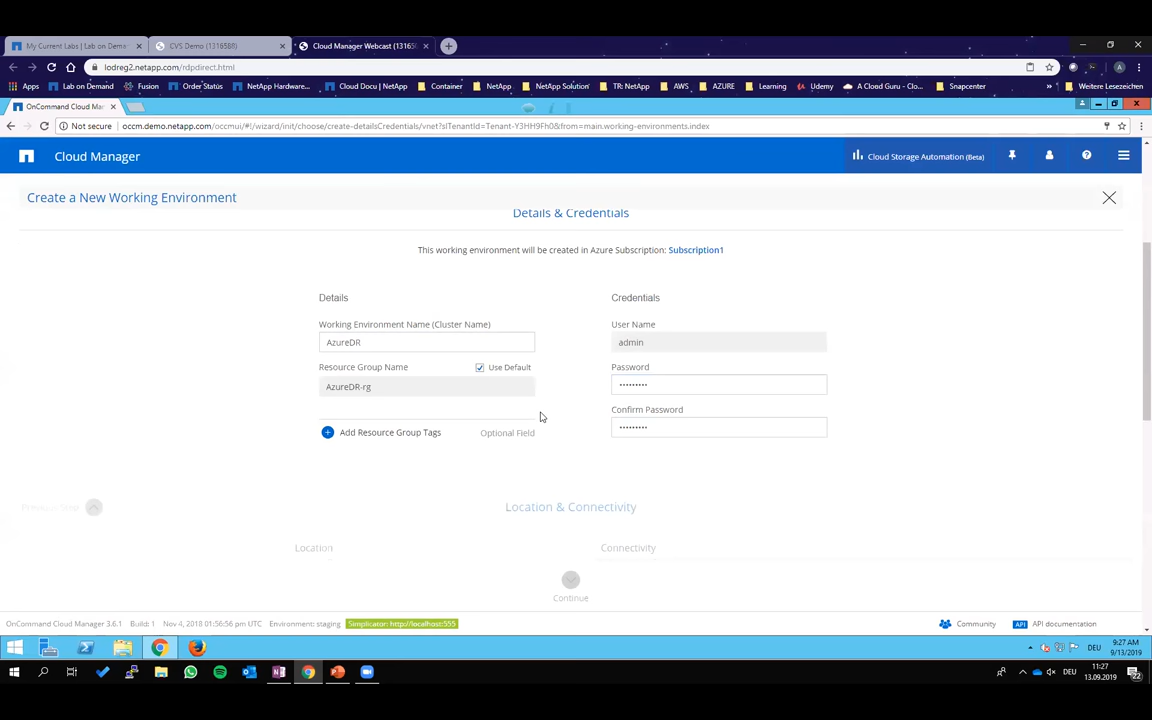 My Current Labs | Lab on Dema
CVS Demo (1316588)
Cloud Manager Webcast (13165
lodreg2.netapp.com/rdpdirect.html
Apps
Lab on Demand
Fusion
Order Status
NetApp Hardware...
Cloud Docu | NetApp
Container
NetApp
NetApp Solution
TR: NetApp
AWS
AZURE
Learning
A Cloud Guru - Clo...
Udemy
Snapcenter
Weitere Lesezeichen
OnCommand Cloud Mar
Not secure
occm.demo.netapp.com/occmui/#!/wizard/init/choose/create-detailsCredentials/vnet?slTenantId=Tenant-Y3HH9Fh0&from=main.working-environments.index
Cloud Manager
Cloud Storage Automation (Beta)
Create a New Working Environment
Details & Credentials
This working environment will be created in Azure Subscription: Subscription1
Details
Credentials
Working Environment Name (Cluster Name)
User Name
AzureDR
admin
Resource Group Name
Use Default
Password
AzureDR-rg
Confirm Password
Add Resource Group Tags
Optional Field
Previous Step
Location & Connectivity
Location
Connectivity
Continue
OnCommand Cloud Manager 3.6.1
Build: 1
Nov 4, 2018 01:56:56 pm UTC
Environment: staging
Simplicator: http://localhost:555
Community
API
API documentation
DEU
9:27 AM
9/13/2019
DEU
11:27
13.09.2019
22